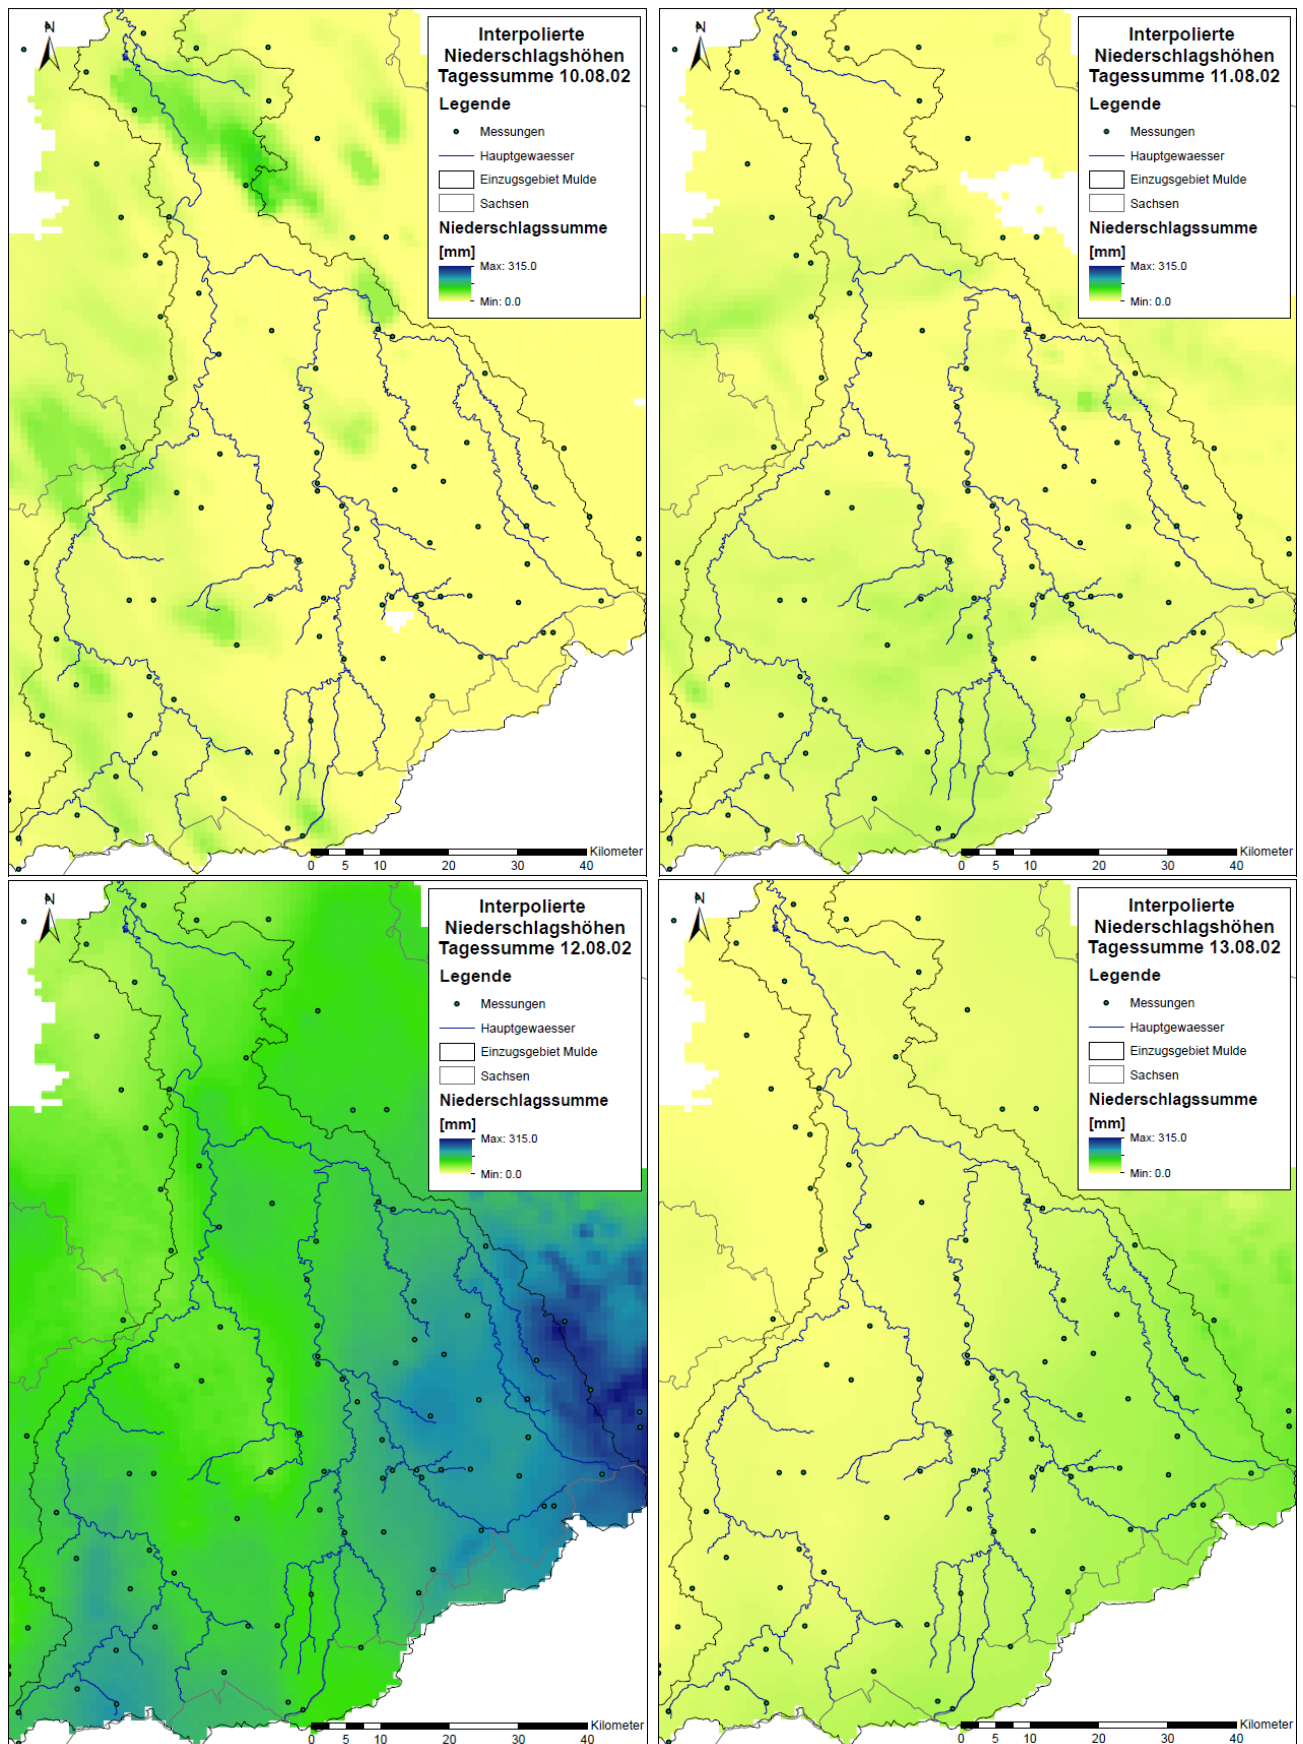 N
Interpolierte
Niederschlagshöhen
Tagessumme 10.08.02
Legende
Messungen
Hauptgewaesser
Einzugsgebiet Mulde
Sachsen
Niederschlagssumme
[mm]
Max: 315.0
Min: 0.0
Kilometer
0 5 10 20 30 40
N
Interpolierte
Niederschlagshöhen
Tagessumme 11.08.02
Legende
Messungen
Hauptgewaesser
Einzugsgebiet Mulde
Sachsen
Niederschlagssumme
[mm]
Max: 315.0
Min: 0.0
Kilometer
0 5 10 20 30 40
N
Interpolierte
Niederschlagshöhen
Tagessumme 12.08.02
Legende
Messungen
Hauptgewaesser
Einzugsgebiet Mulde
Sachsen
Niederschlagssumme
[mm]
Max: 315.0
Min: 0.0
Kilometer
0 5 10 20 30 40
N
Interpolierte
Niederschlagshöhen
Tagessumme 13.08.02
Legende
Messungen
Hauptgewaesser
Einzugsgebiet Mulde
Sachsen
Niederschlagssumme
[mm]
Max: 315.0
Min: 0.0
Kilometer
0 5 10 20 30 40